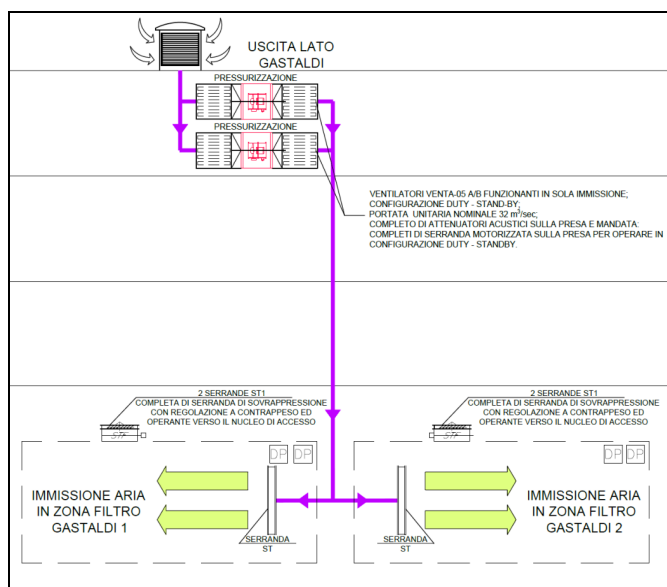 USCITA LATO
GASTALDI
PRESSURIZZAZIONE
PRESSURIZZAZIONE
VENTILATORI VENTA-05 A/B FUNZIONANTI IN SOLA IMMISSIONE;
CONFIGURAZIONE DUTY - STAND-BY;
PORTATA UNITARIA NOMINALE 32 m³/sec;
COMPLETO DI ATTENUATORI ACUSTICI SULLA PRESA E MANDATA:
COMPLETI DI SERRANDA MOTORIZZATA SULLA PRESA PER OPERARE IN
CONFIGURAZIONE DUTY - STANDBY.
2 SERRANDE ST1
COMPLETA DI SERRANDA DI SOVRAPPRESSIONE
CON REGOLAZIONE A CONTRAPPESO ED
OPERANTE VERSO IL NUCLEO DI ACCESSO
2 SERRANDE ST1
COMPLETA DI SERRANDA DI SOVRAPPRESSIONE
CON REGOLAZIONE A CONTRAPPESO ED
OPERANTE VERSO IL NUCLEO DI ACCESSO
DP DP
DP DP
IMMISSIONE ARIA
IN ZONA FILTRO
GASTALDI 1
IMMISSIONE ARIA
IN ZONA FILTRO
GASTALDI 2
SERRANDA
ST
SERRANDA
ST